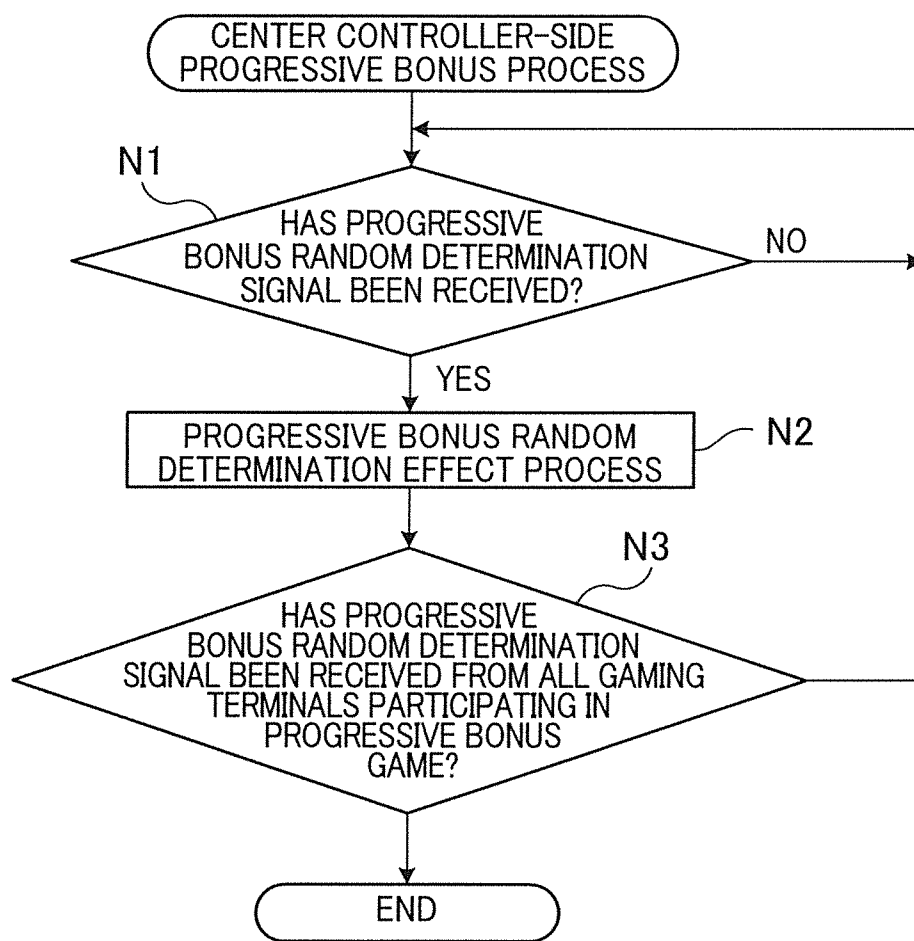 CENTER CONTROLLER-SIDE
PROGRESSIVE BONUS PROCESS
N1
HAS PROGRESSIVE
BONUS RANDOM DETERMINATION
SIGNAL BEEN RECEIVED?
NO
YES
PROGRESSIVE BONUS RANDOM
DETERMINATION EFFECT PROCESS
N2
N3
HAS PROGRESSIVE
BONUS RANDOM DETERMINATION
SIGNAL BEEN RECEIVED FROM ALL GAMING
TERMINALS PARTICIPATING IN
PROGRESSIVE BONUS
GAME?
END